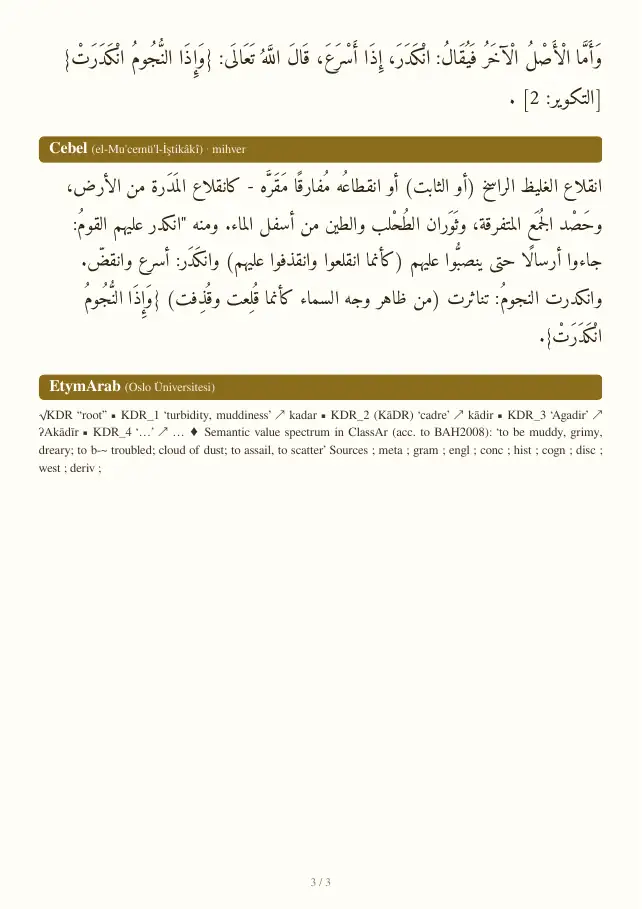 وَأَمَّا الْأَصْلُ الْآخَرُ فَيُقَالُ: انْكَدَرَ، إِذَا أَسْرَعَ، قَالَ اللَّهُ تَعَالَى: {وَإِذَا النُّجُومُ انْكَدَرَتْ}
[التكوير: 2] .
Cebel (el-Mu'cemü'l-İştikâkî) · mihver
انقلاع الغليظ الراسخ (أو الثابت) أو انقطاعُه مُفارقًا مَقَرَّه - كانقلاع المَدَرة من الأرض،
وحَصْد الجُمَع المتفرقة، وثَوَران الطُحْلب والطين من أسفل الماء. ومنه "انكدر عليهم القومُ:
جاءوا أرسالًا حتى ينصبُّوا عليهم (كأنما انقلعوا وانقذفوا عليهم) وانكَدَر: أسرع وانقضّ.
وانكدرت النجومُ: تناثرت (من ظاهر وجه السماء كأنما قُلِعت وقُذِفت) {وَإِذَا النُّجُومُ
انْكَدَرَتْ}.
EtymArab (Oslo Üniversitesi)
√KDR “root” ▪ KDR_1 ‘turbidity, muddiness’ ↗ kadar ▪ KDR_2 (KāDR) ‘cadre’ ↗ kādir ▪ KDR_3 ‘Agadir’ ↗
ʔAkādīr ▪ KDR_4 ‘…’ ↗ … ♦ Semantic value spectrum in ClassAr (acc. to BAH2008): ‘to be muddy, grimy,
dreary; to b~ troubled; cloud of dust; to assail, to scatter’ Sources ; meta ; gram ; engl ; conc ; hist ; cogn ; disc ;
west ; deriv ;
3 / 3